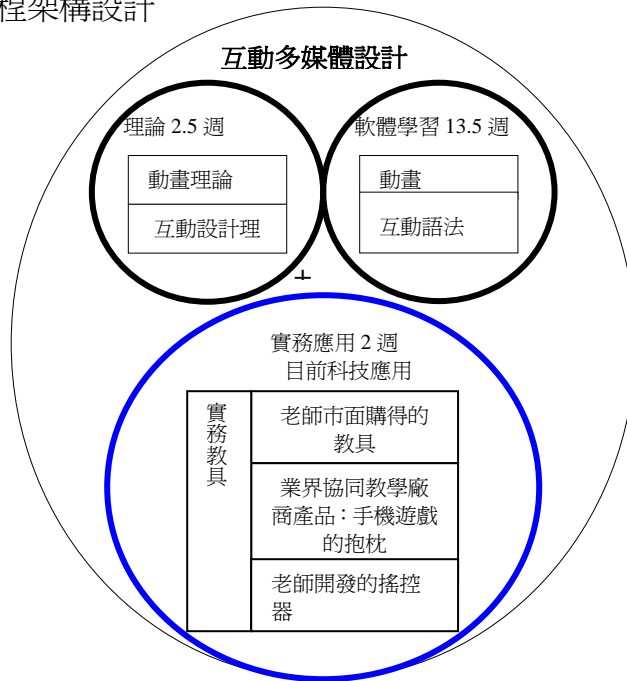 程架構設計
互動多媒體設計
理論 2.5 週
動畫理論
互動設計理
軟體學習 13.5 週
動畫
互動語法
實務應用 2 週
目前科技應用
實務教具
老師市面購得的
教具
業界協同教學廠
商產品：手機遊戲
的抱枕
老師開發的搖控
器